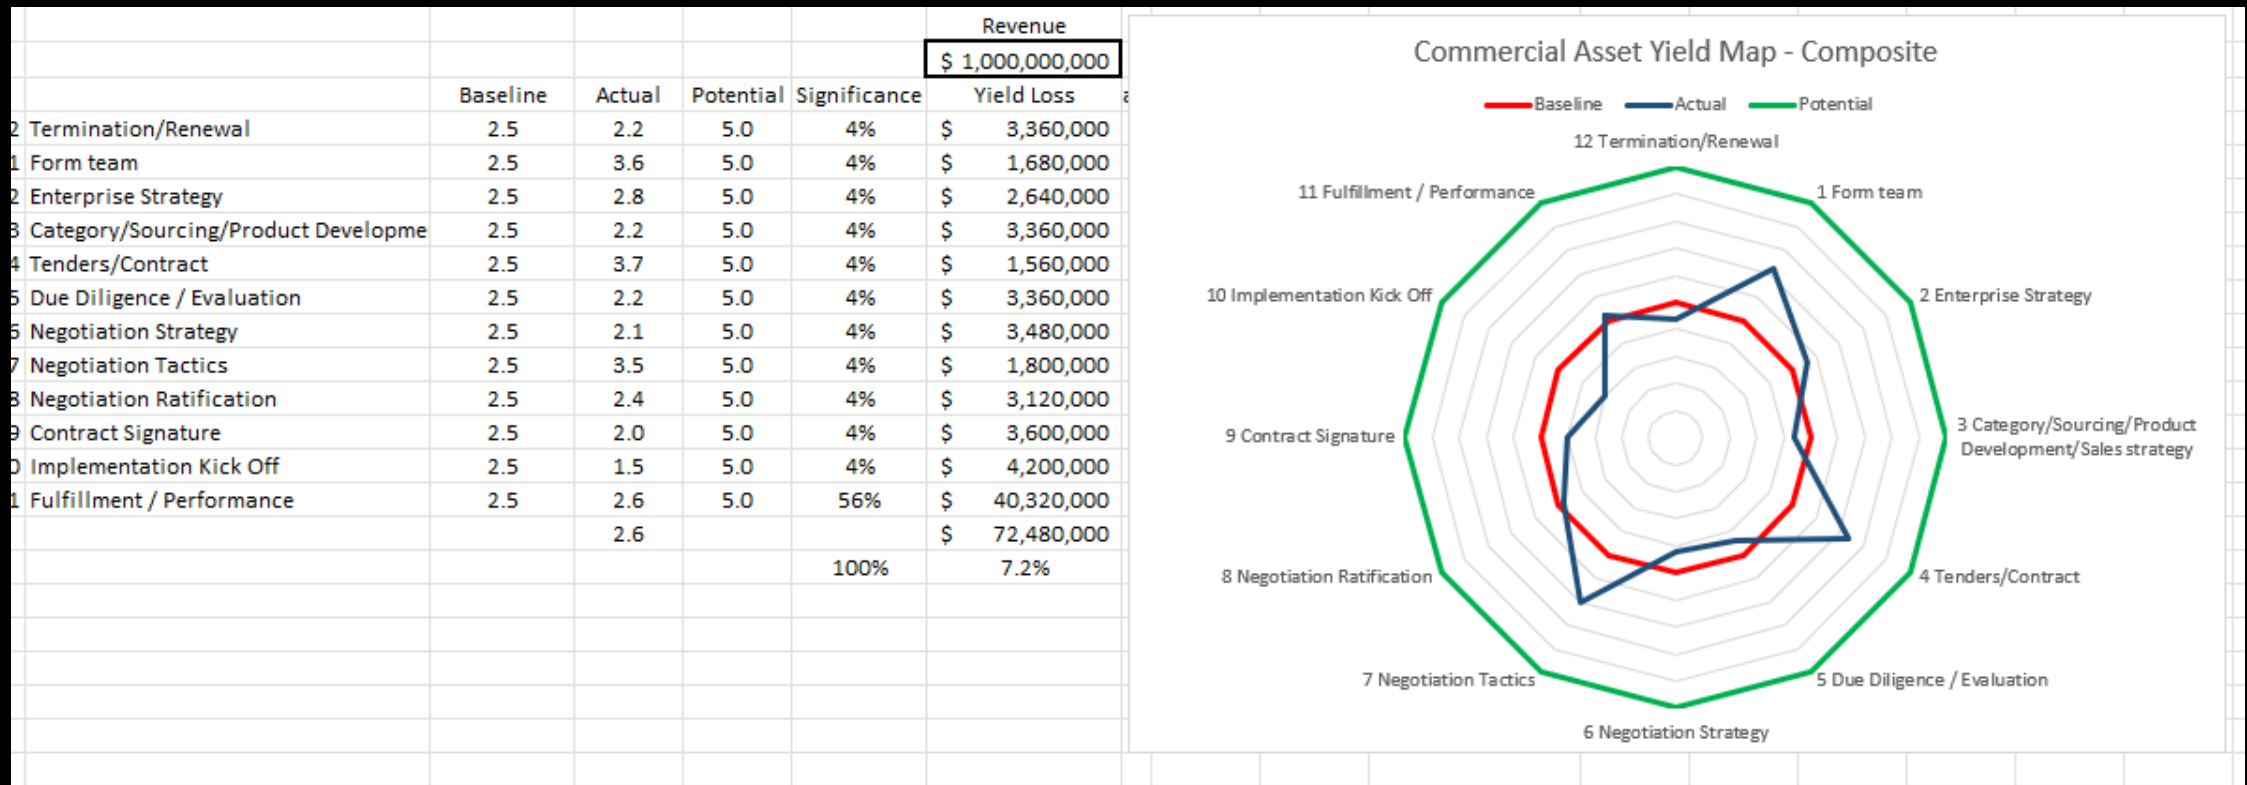 Revenue
$ 1,000,000,000
Baseline Actual Potential Significance Yield Loss
2 Termination/Renewal 2.5 2.2 5.0 4% $ 3,360,000
1 Form team 2.5 3.6 5.0 4% $ 1,680,000
2 Enterprise Strategy 2.5 2.8 5.0 4% $ 2,640,000
3 Category/Sourcing/Product Developme 2.5 2.2 5.0 4% $ 3,360,000
4 Tenders/Contract 2.5 3.7 5.0 4% $ 1,560,000
5 Due Diligence / Evaluation 2.5 2.2 5.0 4% $ 3,360,000
6 Negotiation Strategy 2.5 2.1 5.0 4% $ 3,480,000
7 Negotiation Tactics 2.5 3.5 5.0 4% $ 1,800,000
8 Negotiation Ratification 2.5 2.4 5.0 4% $ 3,120,000
9 Contract Signature 2.5 2.0 5.0 4% $ 3,600,000
0 Implementation Kick Off 2.5 1.5 5.0 4% $ 4,200,000
1 Fulfillment / Performance 2.5 2.6 5.0 56% $ 40,320,000
2.6 $ 72,480,000
100% 7.2%
Commercial Asset Yield Map - Composite
Baseline Actual Potential
12 Termination/Renewal
1 Form team
2 Enterprise Strategy
3 Category/Sourcing/Product
Development/Sales strategy
4 Tenders/Contract
5 Due Diligence / Evaluation
6 Negotiation Strategy
7 Negotiation Tactics
8 Negotiation Ratification
9 Contract Signature
10 Implementation Kick Off
11 Fulfillment / Performance